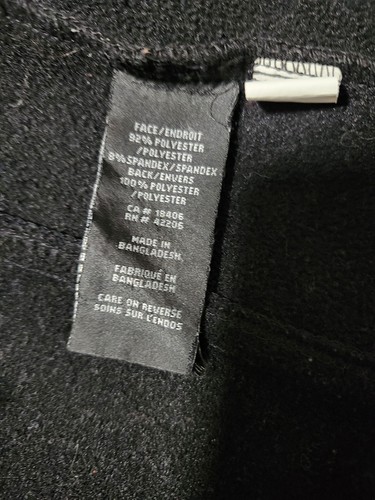 FACE/ENDROIT
92% POLYESTER
/POLYESTER
8% SPANDEX/SPANDEX
BACK/ENVERS
100% POLYESTER
/POLYESTER
CA # 18406
RN # 42206
MADE IN
BANGLADESH
FABRIQUÉ EN
BANGLADESH
CARE ON REVERSE
SOINS SUR L'ENDOS